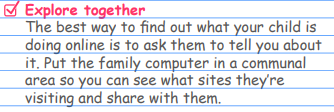 Explore together
The best way to find out what your child is
doing online is to ask them to tell you about
it. Put the family computer in a communal
area so you can see what sites they're
visiting and share with them.